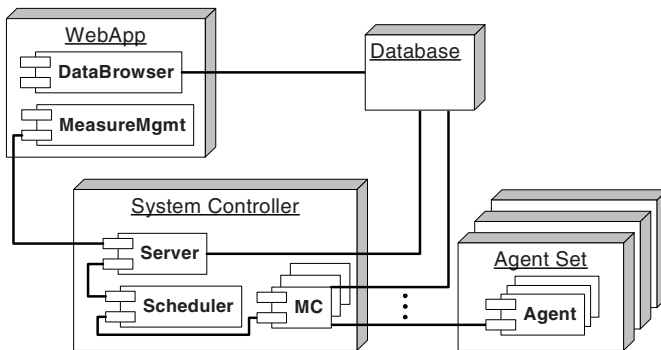 WebApp
DataBrowser
MeasureMgmt
Database
System Controller
Server
Scheduler
MC
Agent Set
Agent